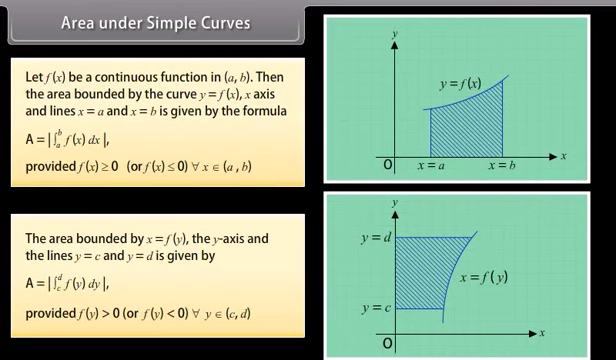 Area under Simple Curves
Let f(x) be a continuous function in (a, b). Then
the area bounded by the curve y = f(x), x axis
and lines x = a and x = b is given by the formula
A = |∫ₐᵇ f(x) dx|,
provided f(x) ≥ 0 (or f(x) ≤ 0) ∀ x ∈ (a , b)
y
y = f(x)
O
x = a
x = b
x
The area bounded by x = f(y), the y-axis and
the lines y = c and y = d is given by
A = |∫_c^d f(y) dy|,
provided f(y) > 0 (or f(y) < 0) ∀ y ∈ (c, d)
y
y = d
x = f(y)
y = c
O
x